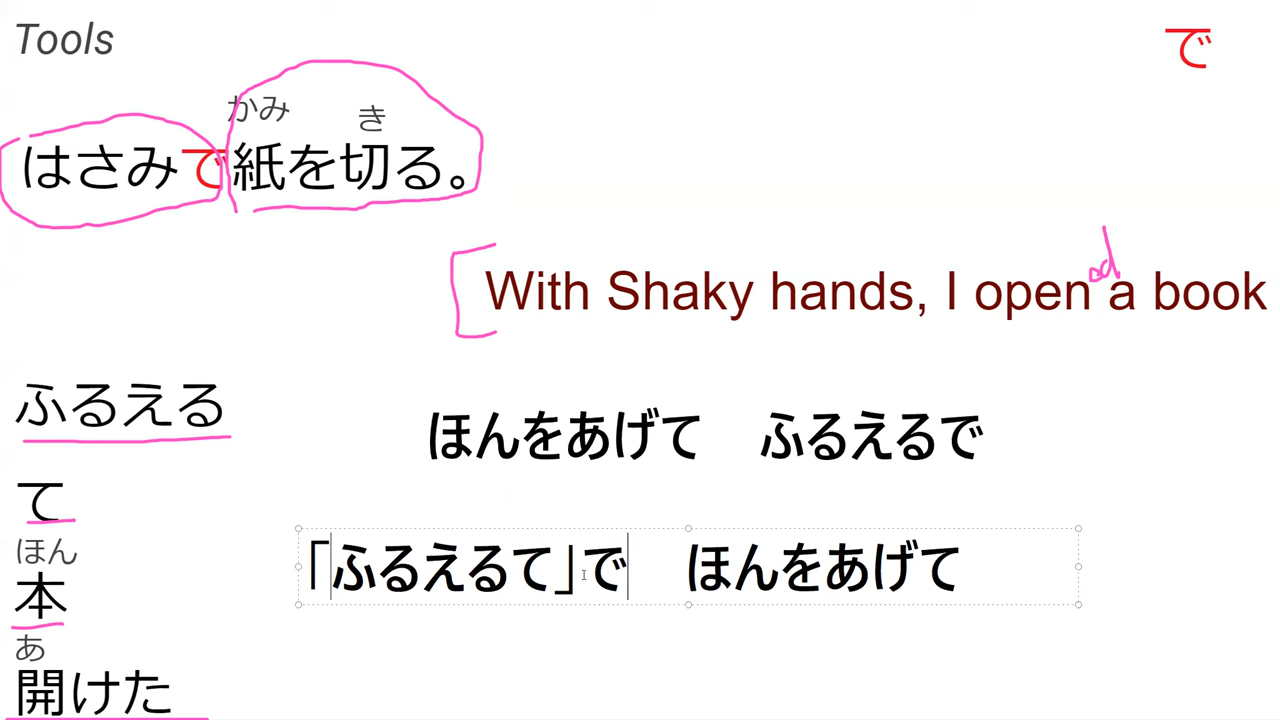 Tools
で
かみ き
はさみで紙を切る。
ed
With Shaky hands, I open a book
ふるえる
ほんをあげて ふるえるで
て
ほん
「ふるえるて」で ほんをあげて
本
あ
開けた